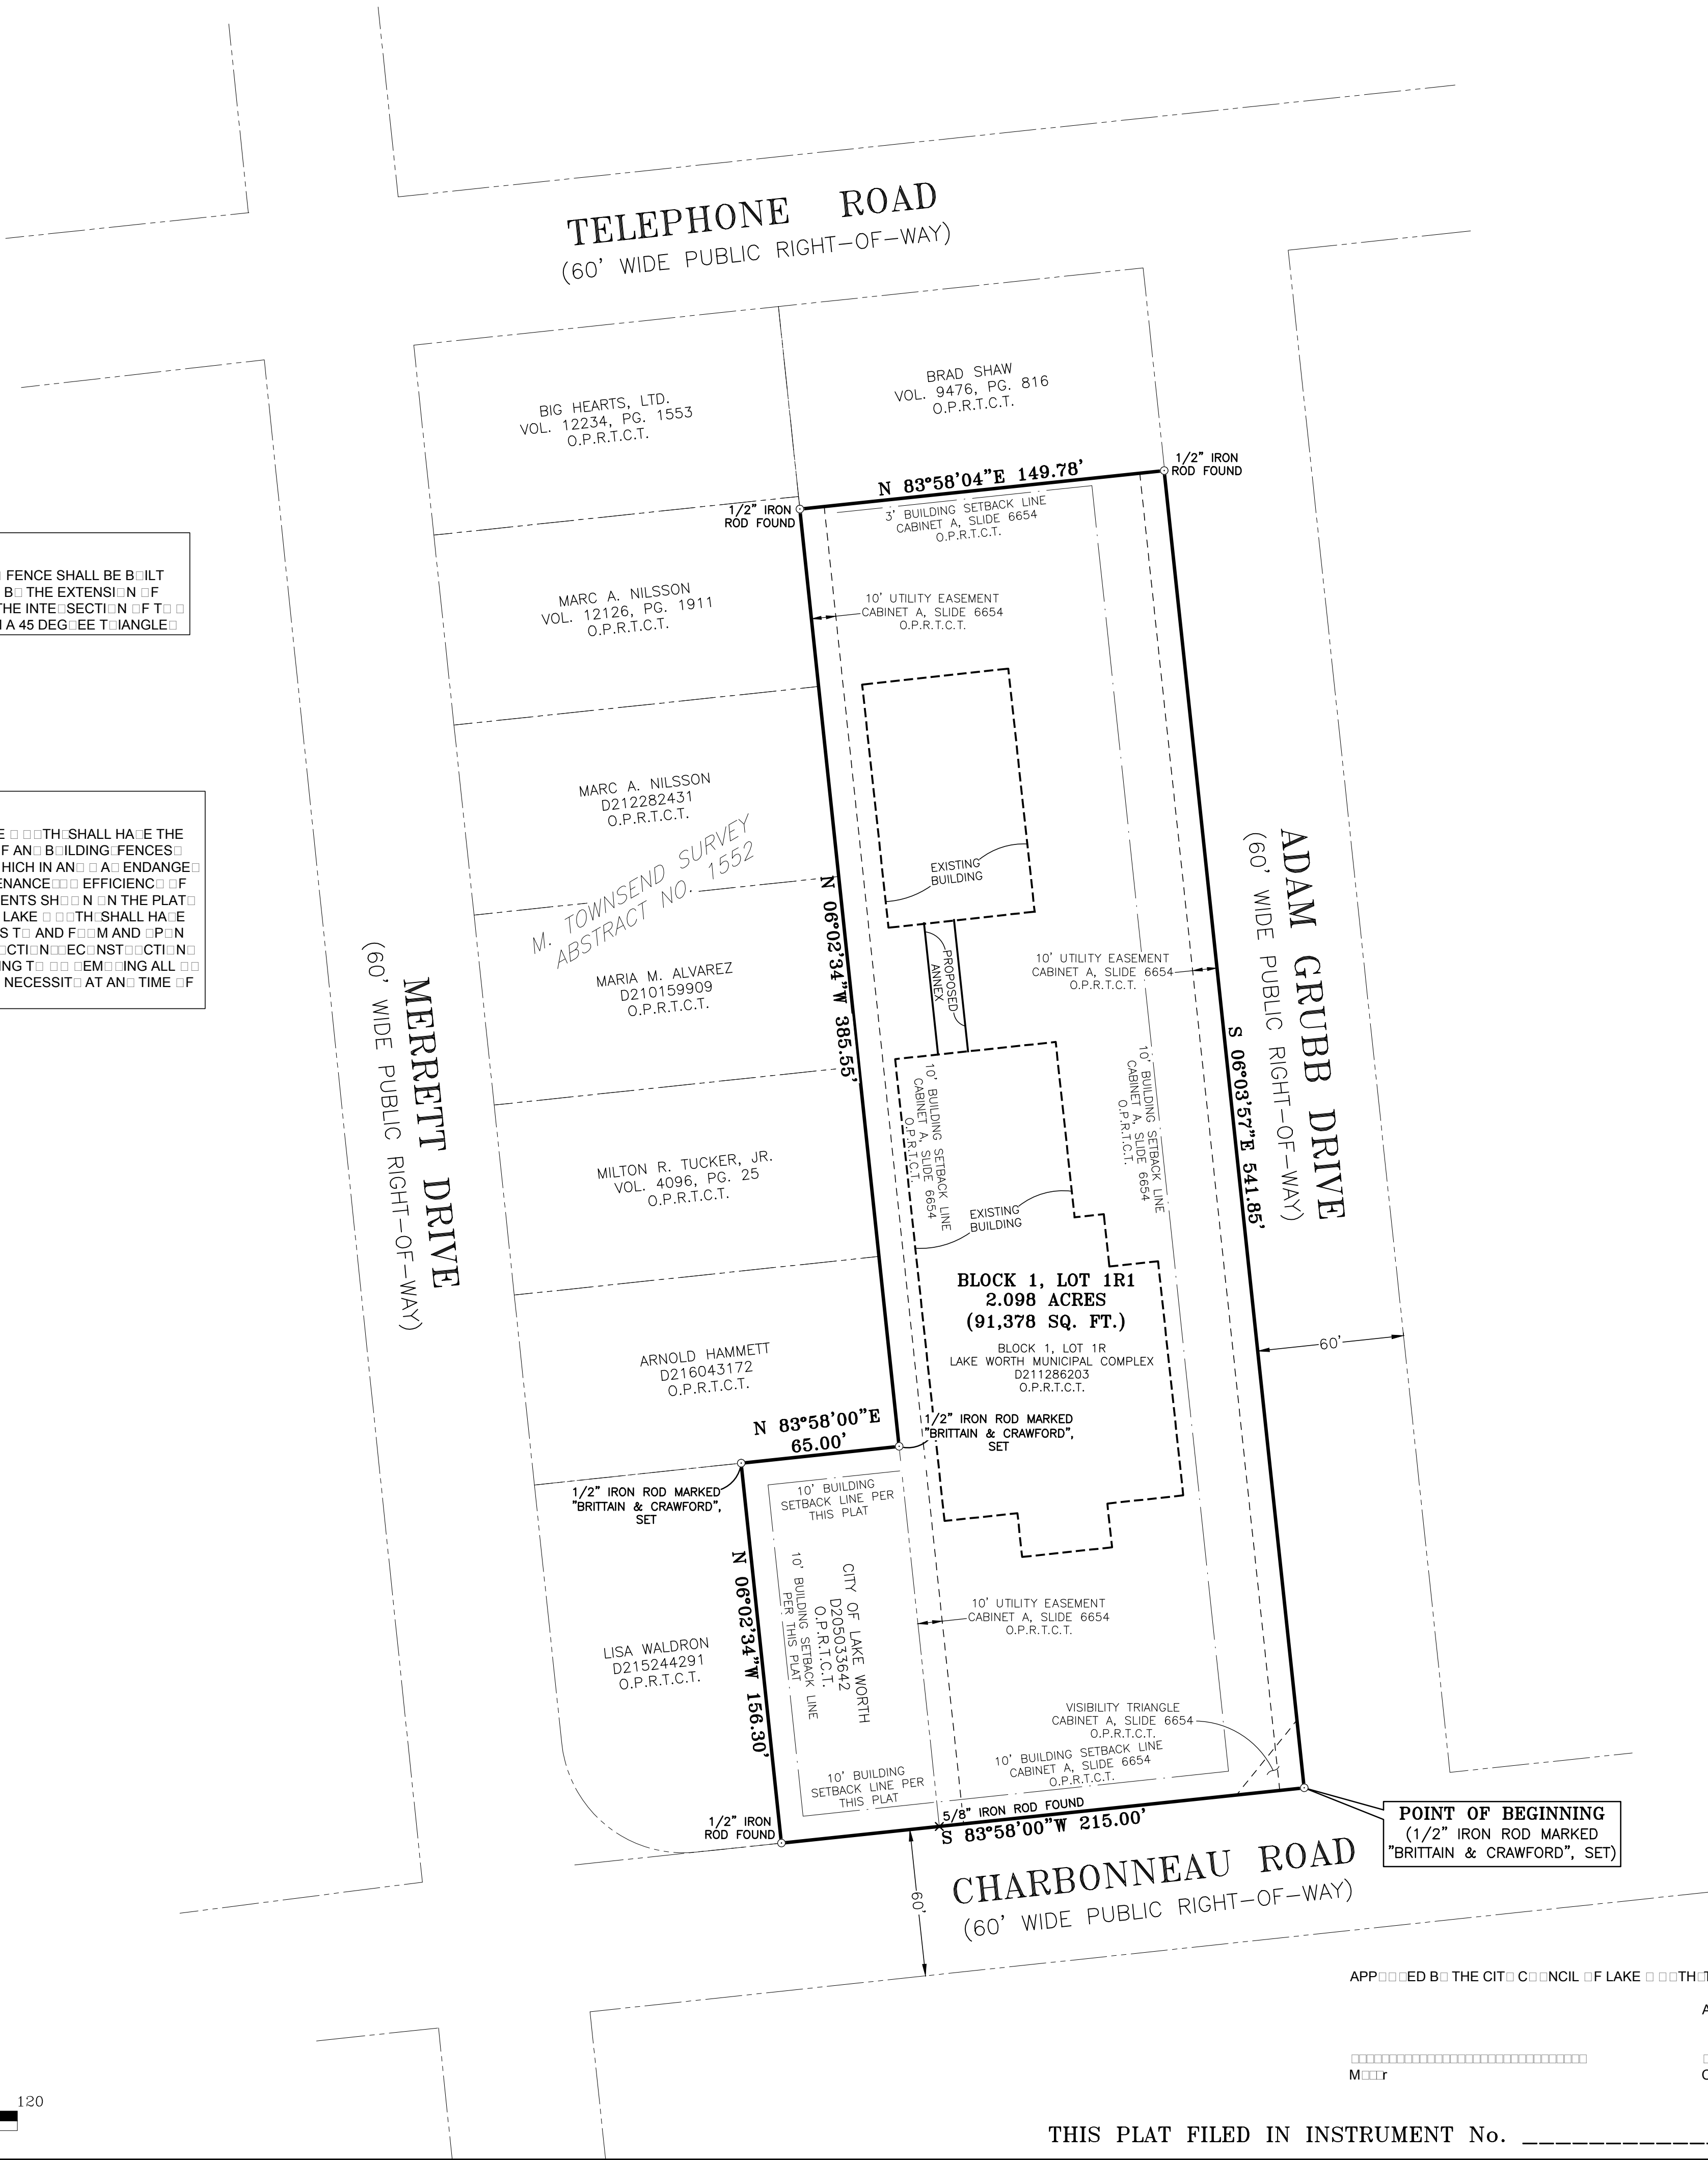 TELEPHONE ROAD
(60' WIDE PUBLIC RIGHT-OF-WAY)
BIG HEARTS, LTD.
VOL. 12234, PG. 1553
O.P.R.T.C.T.
BRAD SHAW
VOL. 9476, PG. 816
O.P.R.T.C.T.
N 83°58'04"E 149.78'
1/2" IRON
ROD FOUND
1/2" IRON
ROD FOUND
3' BUILDING SETBACK LINE
CABINET A, SLIDE 6654
O.P.R.T.C.T.
FENCE SHALL BE
THE
A 45
MARC A. NILSSON
VOL. 12126, PG. 1911
O.P.R.T.C.T.
10' UTILITY EASEMENT
CABINET A, SLIDE 6654
O.P.R.T.C.T.
MARC A. NILSSON
D212282431
O.P.R.T.C.T.
M. TOWNSEND SURVEY
ABSTRACT NO. 1552
EXISTING
BUILDING
SHALL THE
N 06°02'34"W 385.55'
PROPOSED
ANNEX
10' UTILITY EASEMENT
CABINET A, SLIDE 6654
O.P.R.T.C.T.
MARIA M. ALVAREZ
D210159909
O.P.R.T.C.T.
MERRETT DRIVE
(60' WIDE PUBLIC RIGHT-OF-WAY)
ADAM GRUBB DRIVE
(60' WIDE PUBLIC RIGHT-OF-WAY)
S 06°03'57"E 541.85'
10' BUILDING SETBACK LINE
CABINET A, SLIDE 6654
O.P.R.T.C.T.
10' BUILDING SETBACK LINE
CABINET A, SLIDE 6654
O.P.R.T.C.T.
MILTON R. TUCKER, JR.
VOL. 4096, PG. 25
O.P.R.T.C.T.
EXISTING
BUILDING
BLOCK 1, LOT 1R1
2.098 ACRES
(91,378 SQ. FT.)
BLOCK 1, LOT 1R
LAKE WORTH MUNICIPAL COMPLEX
D211286203
O.P.R.T.C.T.
60'
ARNOLD HAMMETT
D216043172
O.P.R.T.C.T.
N 83°58'00"E
65.00'
1/2" IRON ROD MARKED
"BRITTAIN & CRAWFORD",
SET
1/2" IRON ROD MARKED
"BRITTAIN & CRAWFORD",
SET
10' BUILDING
SETBACK LINE PER
THIS PLAT
N 06°02'34"W 156.30'
10' BUILDING SETBACK LINE
PER THIS PLAT
CITY OF LAKE WORTH
D205033642
O.P.R.T.C.T.
10' UTILITY EASEMENT
CABINET A, SLIDE 6654
O.P.R.T.C.T.
LISA WALDRON
D215244291
O.P.R.T.C.T.
VISIBILITY TRIANGLE
CABINET A, SLIDE 6654
O.P.R.T.C.T.
10' BUILDING SETBACK LINE
CABINET A, SLIDE 6654
O.P.R.T.C.T.
10' BUILDING
SETBACK LINE PER
THIS PLAT
1/2" IRON
ROD FOUND
5/8" IRON ROD FOUND
S 83°58'00"W 215.00'
POINT OF BEGINNING
(1/2" IRON ROD MARKED
"BRITTAIN & CRAWFORD", SET)
CHARBONNEAU ROAD
(60' WIDE PUBLIC RIGHT-OF-WAY)
60'
THE LAKE
120
THIS PLAT FILED IN INSTRUMENT No.